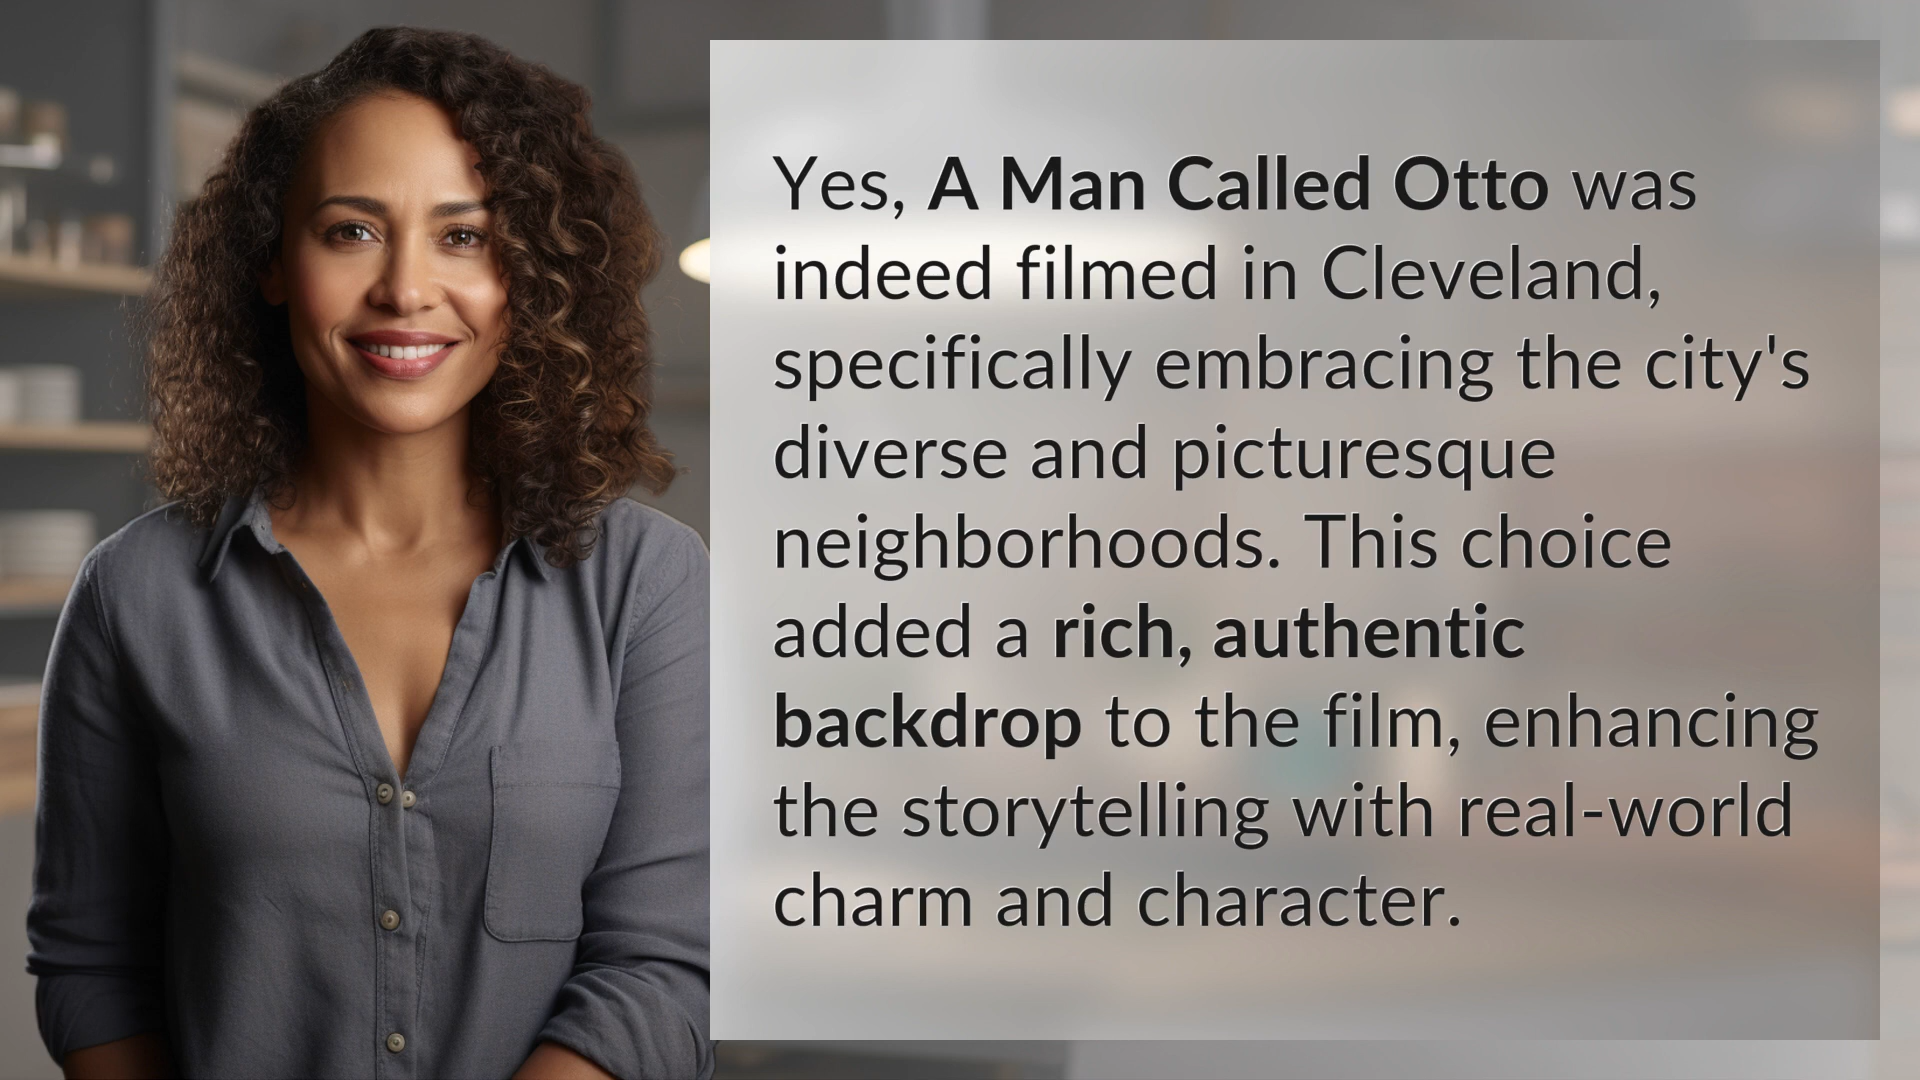 Yes, A Man Called Otto was
indeed filmed in Cleveland,
specifically embracing the city's
diverse and picturesque
neighborhoods. This choice
added a rich, authentic
backdrop to the film, enhancing
the storytelling with real-world
charm and character.